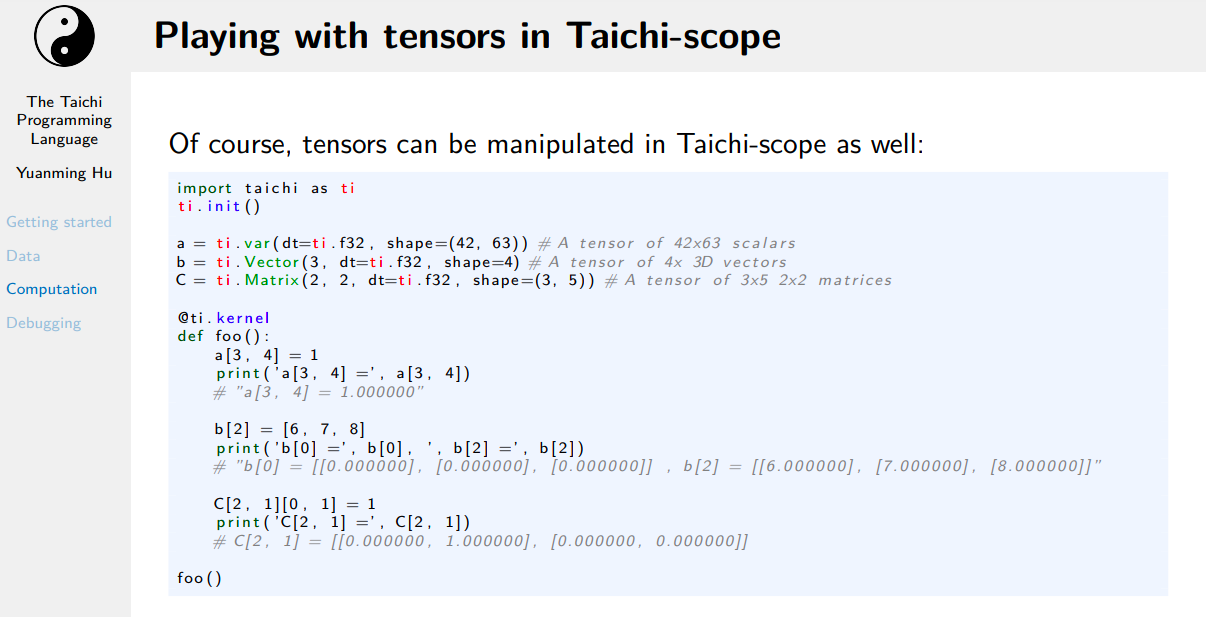 Playing with tensors in Taichi-scope
The Taichi
Programming
Language
Yuanming Hu
Getting started
Data
Computation
Debugging
Of course, tensors can be manipulated in Taichi-scope as well:
import taichi as ti
ti.init()
a = ti.var(dt=ti.f32, shape=(42, 63)) # A tensor of 42x63 scalars
b = ti.Vector(3, dt=ti.f32, shape=4) # A tensor of 4x 3D vectors
C = ti.Matrix(2, 2, dt=ti.f32, shape=(3, 5)) # A tensor of 3x5 2x2 matrices
@ti.kernel
def foo():
    a[3, 4] = 1
    print('a[3, 4] =', a[3, 4])
    # "a[3, 4] = 1.000000"
    b[2] = [6, 7, 8]
    print('b[0] =', b[0], ', b[2] =', b[2])
    # "b[0] = [[0.000000], [0.000000], [0.000000]] , b[2] = [[6.000000], [7.000000], [8.000000]]"
    C[2, 1][0, 1] = 1
    print('C[2, 1] =', C[2, 1])
    # C[2, 1] = [[0.000000, 1.000000], [0.000000, 0.000000]]
foo()